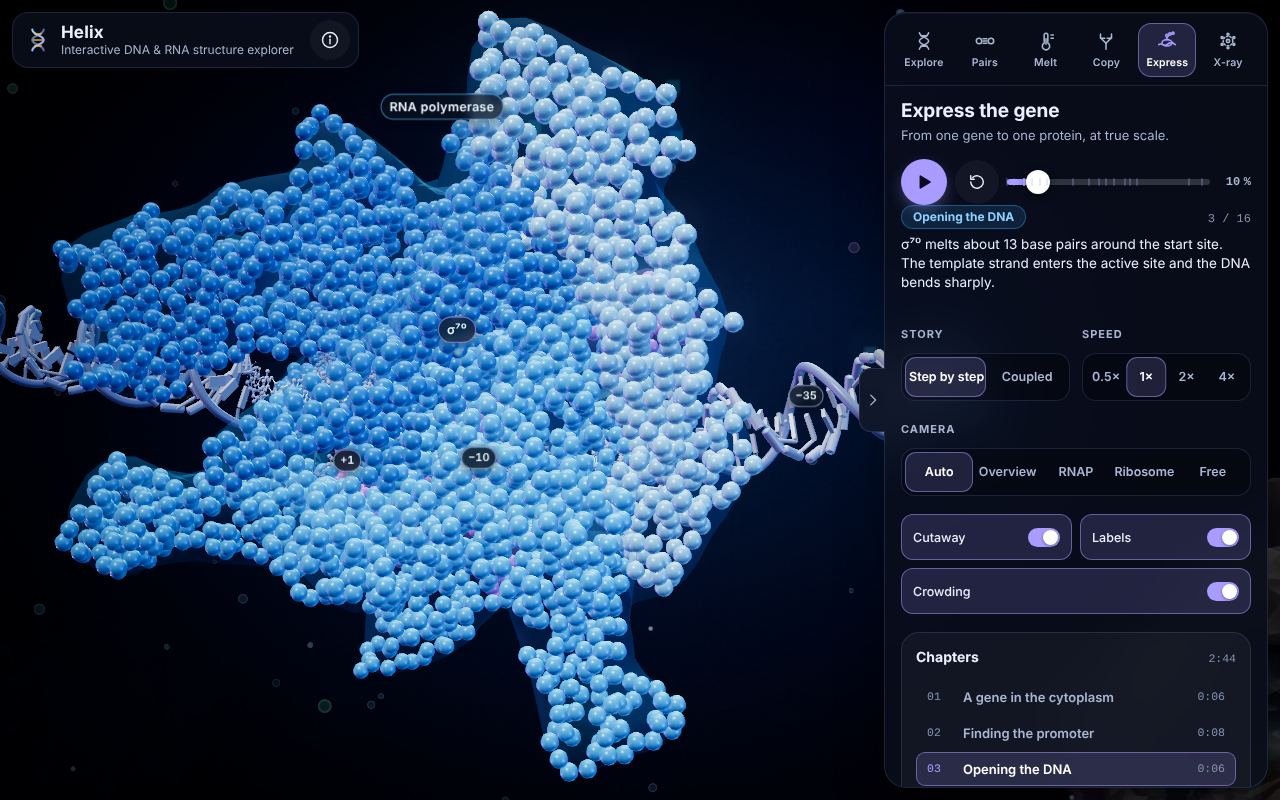 Helix
Interactive DNA & RNA structure explorer
RNA polymerase
σ⁷⁰
−35
+1
−10
Explore
Pairs
Melt
Copy
Express
X-ray
Express the gene
From one gene to one protein, at true scale.
10 %
Opening the DNA
3 / 16
σ⁷⁰ melts about 13 base pairs around the start site.
The template strand enters the active site and the DNA
bends sharply.
STORY
SPEED
Step by step
Coupled
0.5×
1×
2×
4×
CAMERA
Auto
Overview
RNAP
Ribosome
Free
Cutaway
Labels
Crowding
Chapters
2:44
01 A gene in the cytoplasm 0:06
02 Finding the promoter 0:08
03 Opening the DNA 0:06